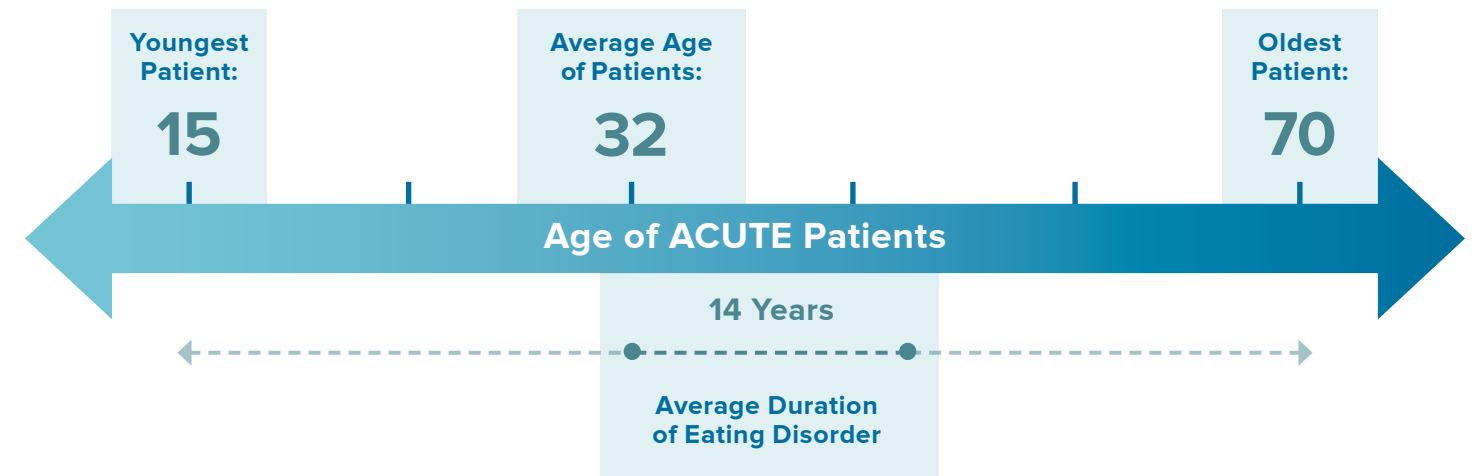 Youngest
Patient:
15
Average Age
of Patients:
32
Oldest
Patient:
70
Age of ACUTE Patients
14 Years
Average Duration
of Eating Disorder